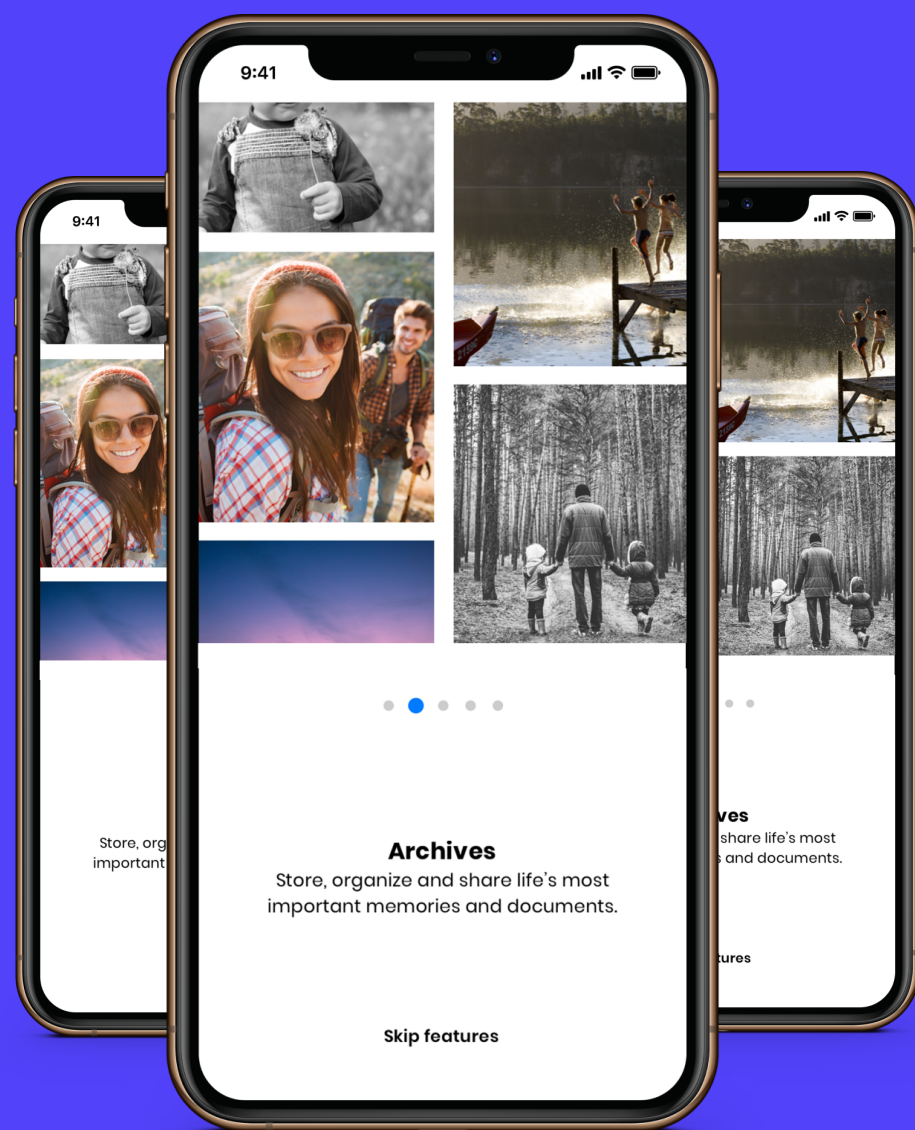 9:41
Archives
Store, organize and share life's most
important memories and documents.
Skip features
9:41
Store, org
important
ves
share life's most
s and documents.
tures